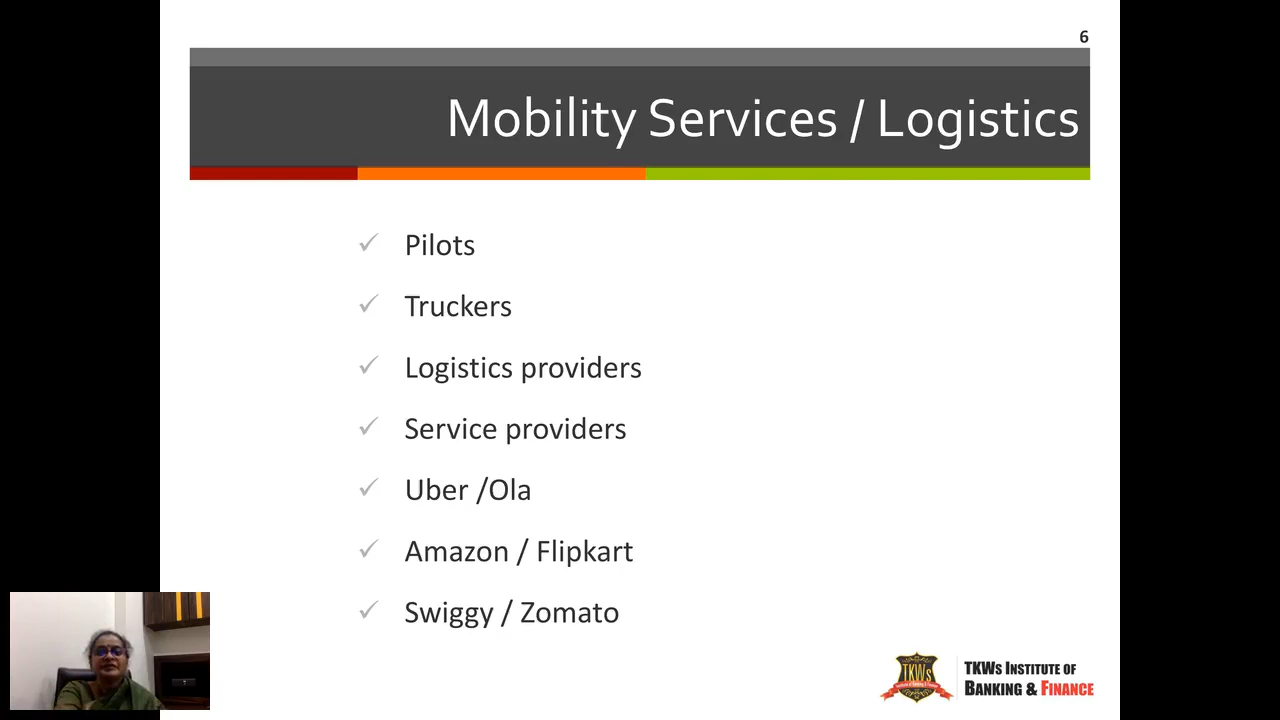 6
Mobility Services / Logistics
Pilots
Truckers
Logistics providers
Service providers
Uber /Ola
Amazon / Flipkart
Swiggy / Zomato
TKWs
TKWs INSTITUTE OF
BANKING & FINANCE